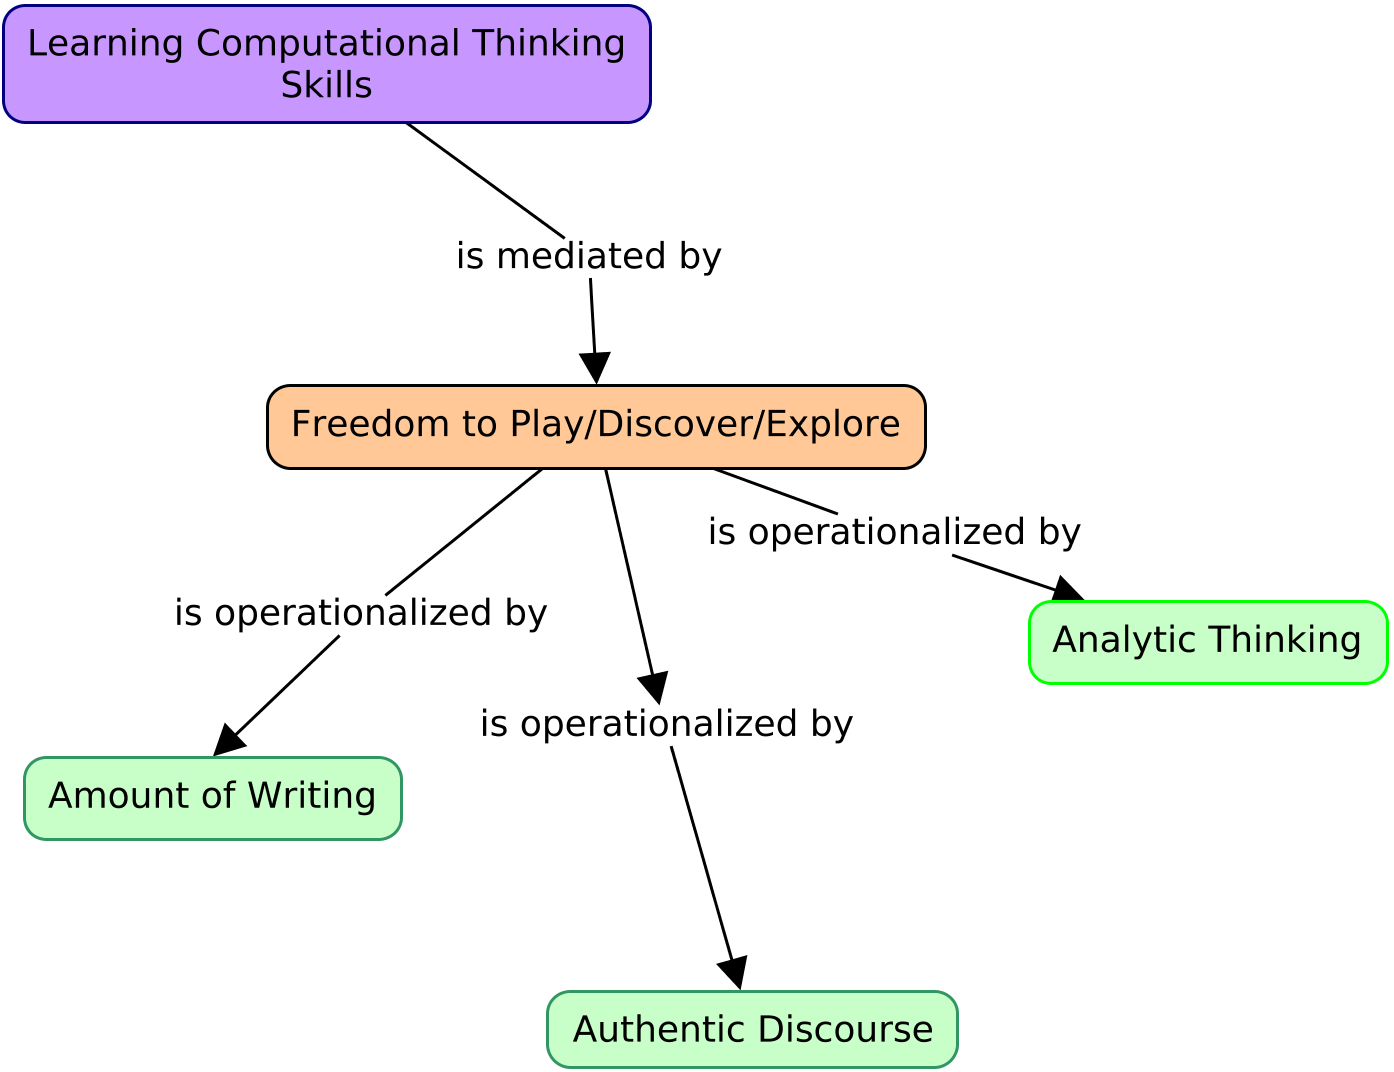 Learning Computational Thinking
Skills
is mediated by
Freedom to Play/Discover/Explore
is operationalized by
is operationalized by
Analytic Thinking
is operationalized by
Amount of Writing
Authentic Discourse